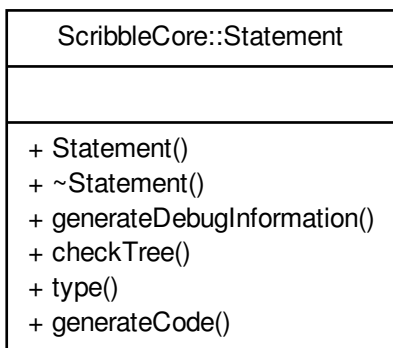 ScribbleCore::Statement
+ Statement()
+ ~Statement()
+ generateDebugInformation()
+ checkTree()
+ type()
+ generateCode()